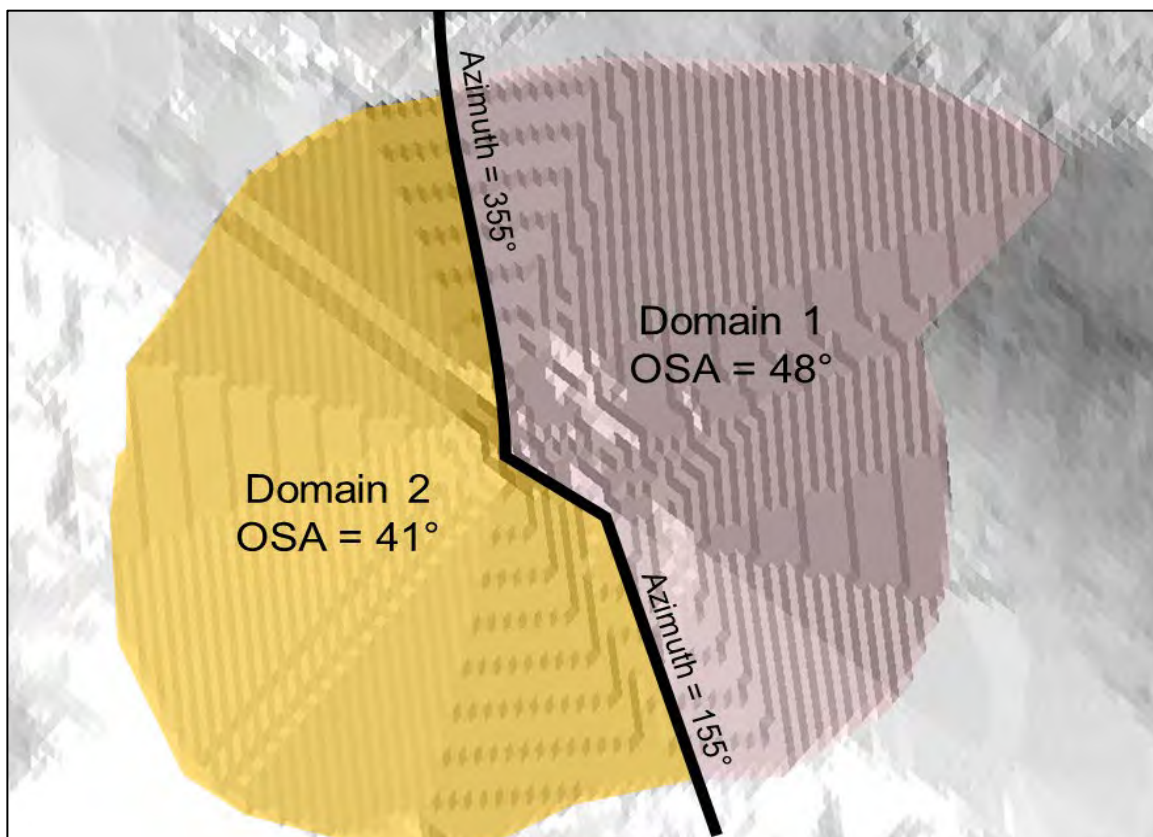 Azimuth = 355°
Domain 1
OSA = 48°
Domain 2
OSA = 41°
Azimuth = 155°